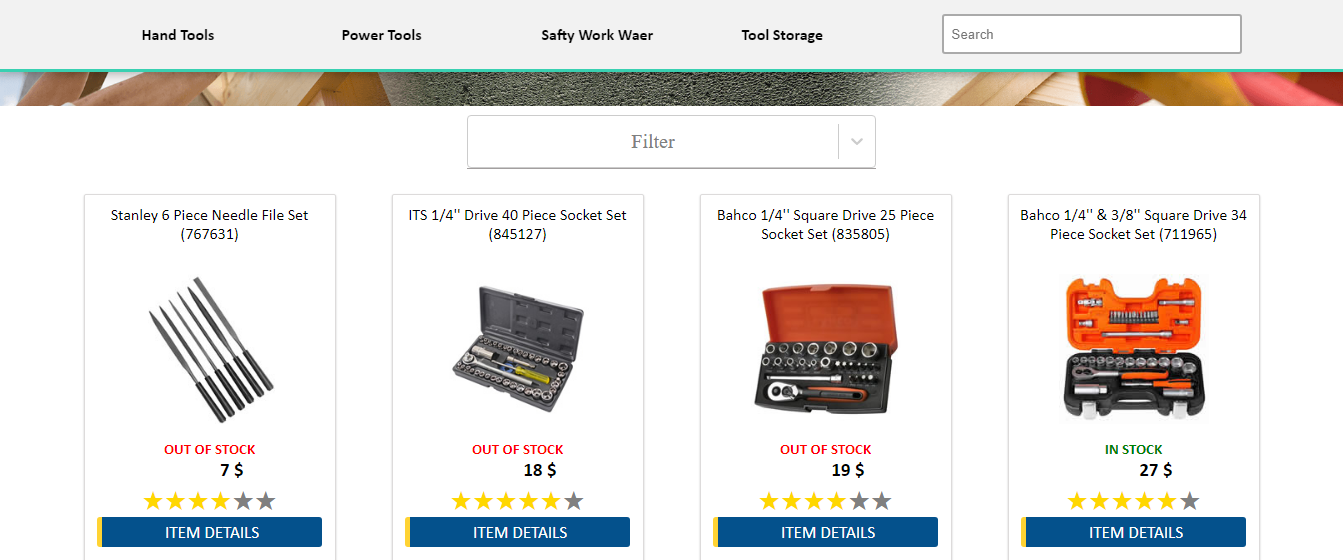 Hand Tools
Power Tools
Safty Work Waer
Tool Storage
Search
Filter
Stanley 6 Piece Needle File Set
(767631)
OUT OF STOCK
7 $
ITEM DETAILS
ITS 1/4'' Drive 40 Piece Socket Set
(845127)
OUT OF STOCK
18 $
ITEM DETAILS
Bahco 1/4'' Square Drive 25 Piece
Socket Set (835805)
OUT OF STOCK
19 $
ITEM DETAILS
Bahco 1/4'' & 3/8'' Square Drive 34
Piece Socket Set (711965)
IN STOCK
27 $
ITEM DETAILS